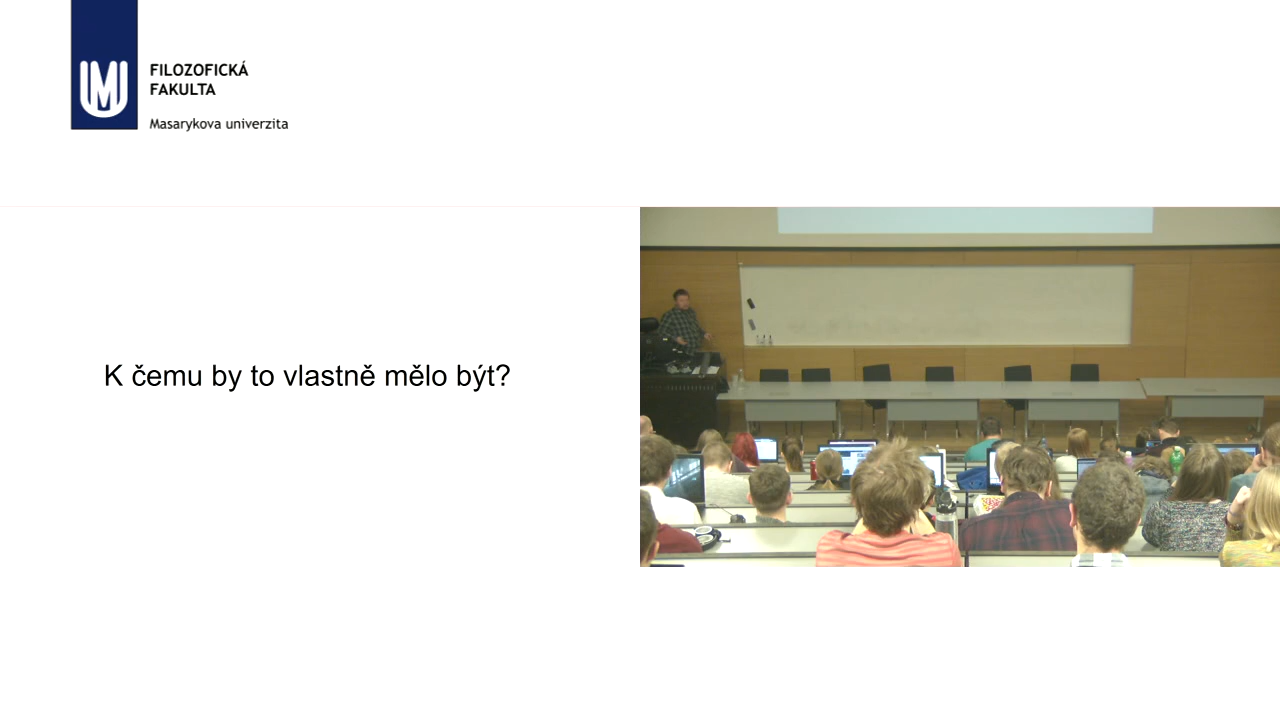 FILOZOFICKÁ
FAKULTA
Masarykova univerzita
K čemu by to vlastně mělo být?